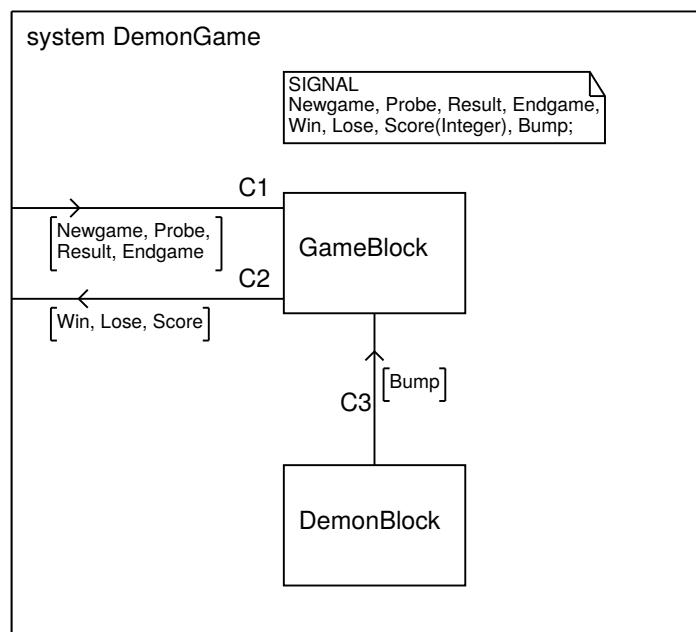 system DemonGame
SIGNAL
Newgame, Probe, Result, Endgame,
Win, Lose, Score(Integer), Bump;
C1
[Newgame, Probe,
Result, Endgame]
GameBlock
C2
[Win, Lose, Score]
[Bump]
C3
DemonBlock